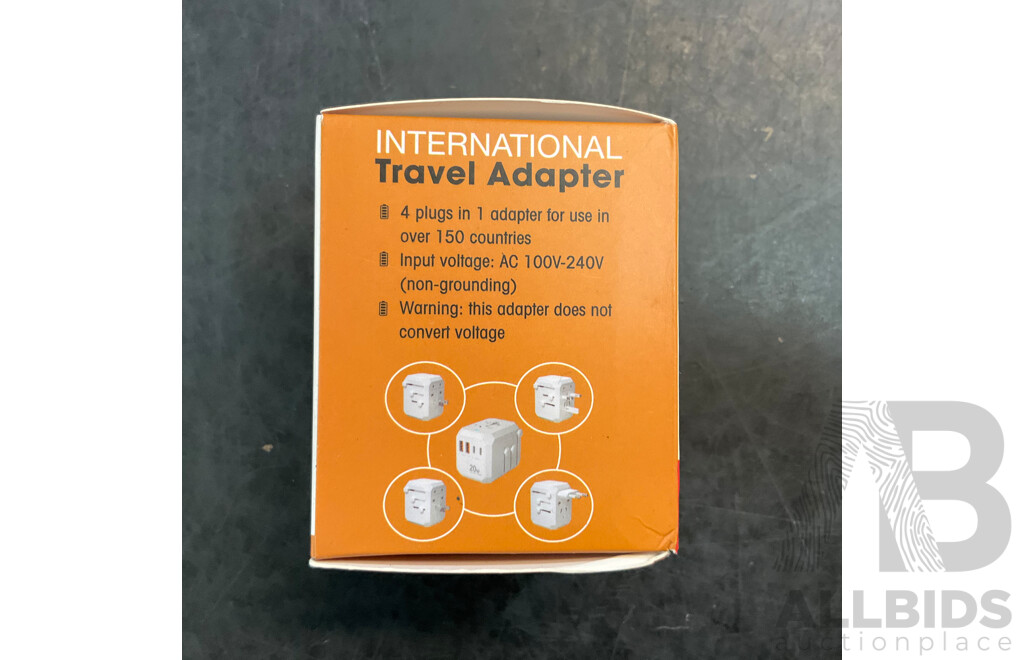 INTERNATIONAL
Travel Adapter
4 plugs in 1 adapter for use in
over 150 countries
Input voltage: AC 100V-240V
(non-grounding)
Warning: this adapter does not
convert voltage
20W
AB
ALLBIDS
auctionplace